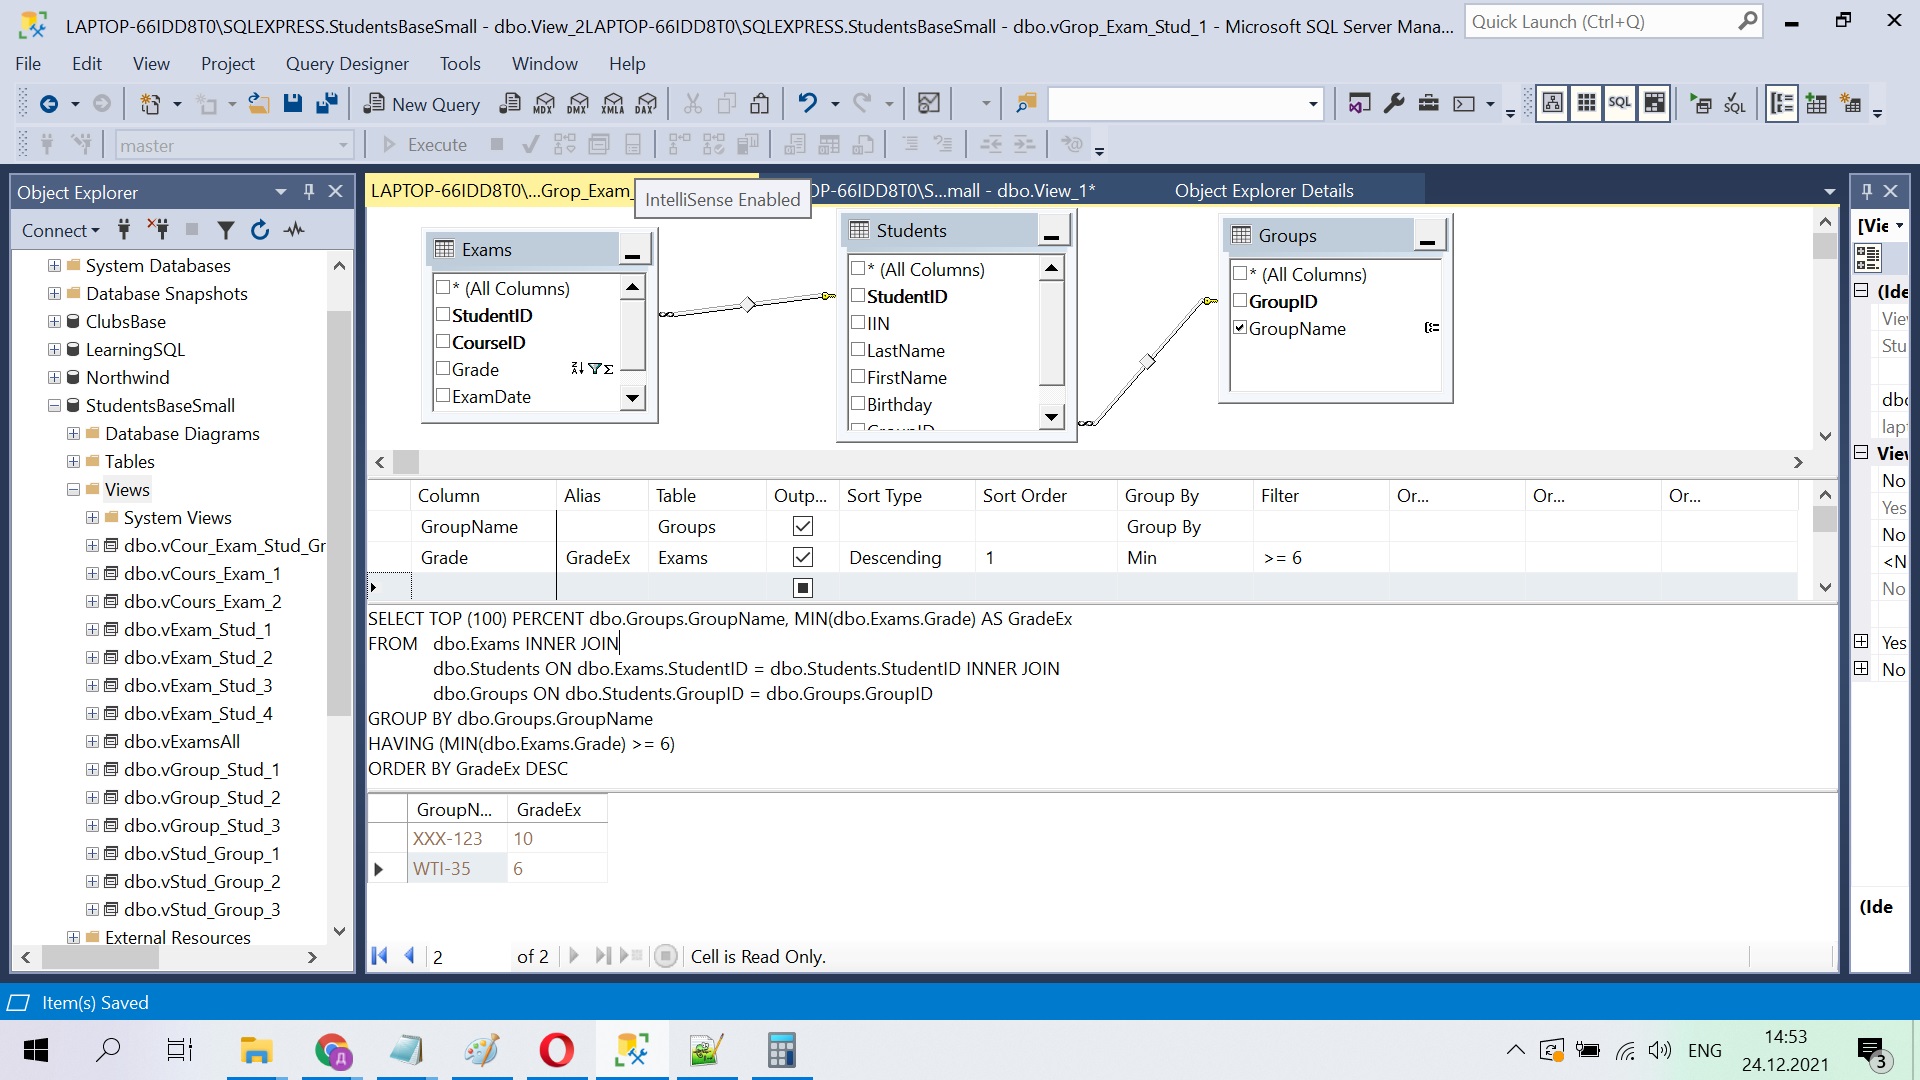 LAPTOP-66IDD8T0\SQLEXPRESS.StudentsBaseSmall - dbo.View_2LAPTOP-66IDD8T0\SQLEXPRESS.StudentsBaseSmall - dbo.vGrop_Exam_Stud_1 - Microsoft SQL Server Mana...
Quick Launch (Ctrl+Q)
File Edit View Project Query Designer Tools Window Help
New Query MDX DMX XMLA DAX SQL SQL
master Execute
Object Explorer
LAPTOP-66IDD8T0\...Grop_Exam_
IntelliSense Enabled
OP-66IDD8T0\S...mall - dbo.View_1*
Object Explorer Details
Connect
System Databases
Database Snapshots
ClubsBase
LearningSQL
Northwind
StudentsBaseSmall
Database Diagrams
Tables
Views
System Views
dbo.vCour_Exam_Stud_Gr
dbo.vCours_Exam_1
dbo.vCours_Exam_2
dbo.vExam_Stud_1
dbo.vExam_Stud_2
dbo.vExam_Stud_3
dbo.vExam_Stud_4
dbo.vExamsAll
dbo.vGroup_Stud_1
dbo.vGroup_Stud_2
dbo.vGroup_Stud_3
dbo.vStud_Group_1
dbo.vStud_Group_2
dbo.vStud_Group_3
External Resources
Exams
* (All Columns)
StudentID
CourseID
Grade
ExamDate
Students
* (All Columns)
StudentID
IIN
LastName
FirstName
Birthday
GroupID
Groups
* (All Columns)
GroupID
GroupName
Column Alias Table Outp... Sort Type Sort Order Group By Filter Or... Or... Or...
GroupName Groups Group By
Grade GradeEx Exams Descending 1 Min >= 6
SELECT TOP (100) PERCENT dbo.Groups.GroupName, MIN(dbo.Exams.Grade) AS GradeEx
FROM dbo.Exams INNER JOIN
dbo.Students ON dbo.Exams.StudentID = dbo.Students.StudentID INNER JOIN
dbo.Groups ON dbo.Students.GroupID = dbo.Groups.GroupID
GROUP BY dbo.Groups.GroupName
HAVING (MIN(dbo.Exams.Grade) >= 6)
ORDER BY GradeEx DESC
GroupN... GradeEx
XXX-123 10
WTI-35 6
2 of 2 Cell is Read Only.
[Vie
(Ide
Vie
Stu
dbo
lap
View
No
Yes
No
<N
No
Yes
No
(Ide
Item(s) Saved
Д
ENG
14:53
24.12.2021
3